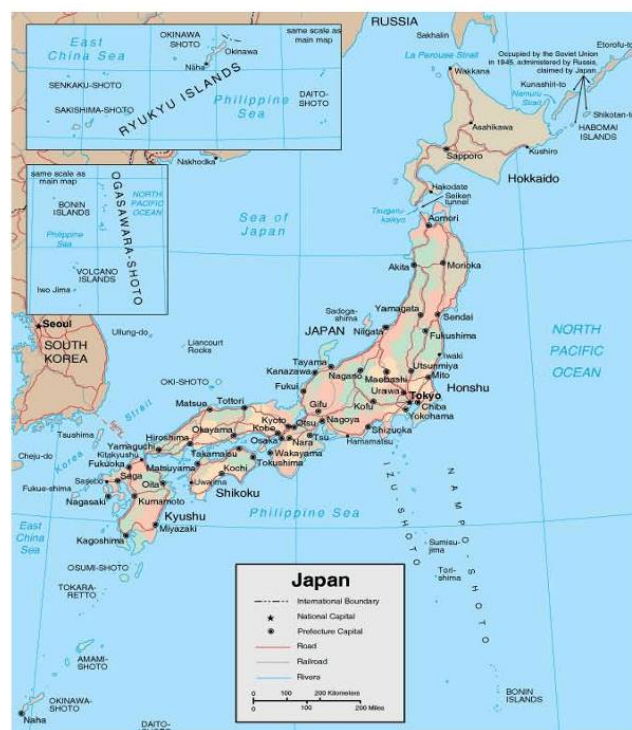 RUSSIA
Sakhalin
La Perouse Strait
Wakkana
Occupied by the Soviet Union
in 1945, administered by Russia,
claimed by Japan
Etorofu-to
Kunashiri-to
Nemuro
Strait
Shikotan-to
HABOMAI
ISLANDS
Asahikawa
Sapporo
Kushiro
Hokkaido
Hakodate
Seiken
tunnel
Tsugaru-
kaikyo
East
China Sea
OKINAWA
SHOTO
Okinawa
Naha
same scale as
main map
SENKAKU-SHOTO
SAKISHIMA-SHOTO
RYUKYU ISLANDS
Philippine
Sea
DAITO-
SHOTO
Nakhodka
same scale as
main map
OGASAWARA-SHOTO
NORTH
PACIFIC
OCEAN
BONIN
ISLANDS
Philippine
Sea
VOLCANO
ISLANDS
Iwo Jima
Sea of
Japan
Aomori
Akita
Morioka
Yamagata
Sendai
Sadoga-
shima
Niigata
Fukushima
JAPAN
Iwaki
NORTH
PACIFIC
OCEAN
Seoul
SOUTH
KOREA
Ullung-do
Liancourt
Rocks
OKI-SHOTO
Tayama
Kanazawa
Nagano
Utsunmiya
Maebashi
Mito
Honshu
Fukui
Urawa
Tokyo
Gifu
Kofu
Chiba
Yokohama
Matsue
Tottori
Kyoto
Otsu
Nagoya
Okayama
Kobe
Shizuoka
Hiroshima
Osaka
Nara
Tsu
Hamamatsu
Yamaguchi
Takamatsu
Wakayama
Tokushima
Tsushima
Korea
Strait
Cheju-do
Kitakyushu
Fukuoka
Matsuyama
Kochi
Saga
Oita
Uwajima
Shikoku
Fukue-shima
Sasebo
Nagasaki
Kumamoto
Kyushu
Miyazaki
Kagoshima
East
China
Sea
Philippine Sea
IZU SHOTO
NAMPO-SHOTO
Sumisu-
jima
Tori-
shima
BONIN
ISLANDS
OSUMI-SHOTO
TOKARA-
RETTO
AMAMI-
SHOTO
OKINAWA-
SHOTO
Naha
DAITO-
Japan
International Boundary
National Capital
Prefecture Capital
Road
Railroad
Rivers
0 100 200 Kilometers
0 100 200 Miles